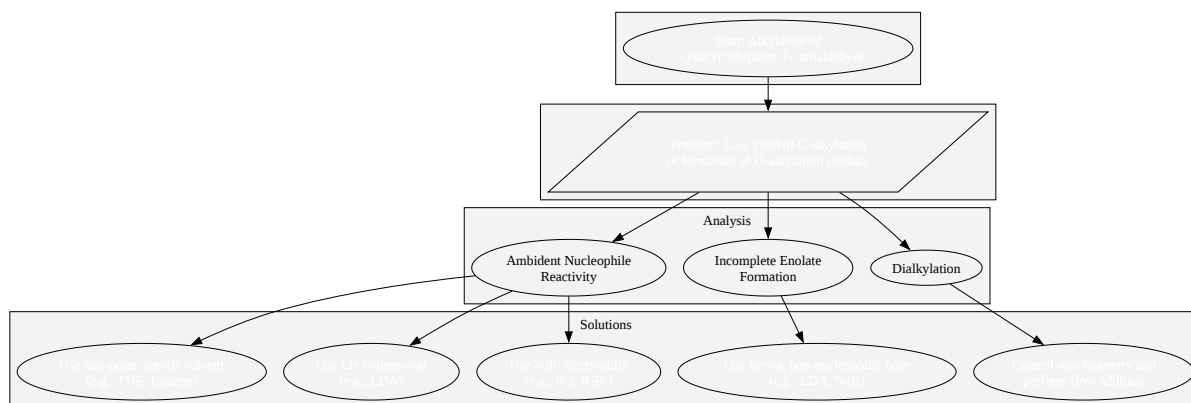 Start: Alkylation of
2-Oxocycloheptane-1-carbaldehyde
Problem: Low yield of C-alkylation
or formation of O-alkylation product
Analysis
Ambident Nucleophile
Reactivity
Incomplete Enolate
Formation
Dialkylation
Solutions
Use non-polar, aprotic solvent
(e.g., THF, Toluene)
Use Li+ counter-ion
(e.g., LDA)
Use 'soft' electrophile
(e.g., R-I, R-Br)
Use strong, non-nucleophilic base
(e.g., LDA, NaH)
Control stoichiometry and
perform slow addition